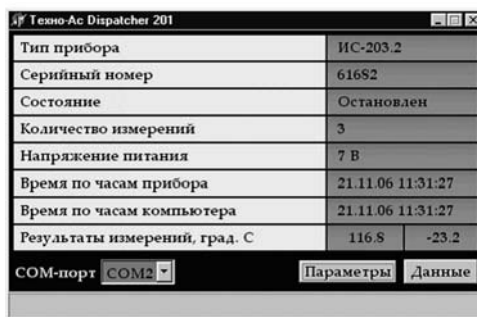 Техно-Ас Dispatcher 201
Тип прибора ИС-203.2
Серийный номер 61682
Состояние Остановлен
Количество измерений 3
Напряжение питания 7 В
Время по часам прибора 21.11.06 11:31:27
Время по часам компьютера 21.11.06 11:31:27
Результаты измерений, град. С 116.8 -23.2
COM-порт COM2 Параметры Данные